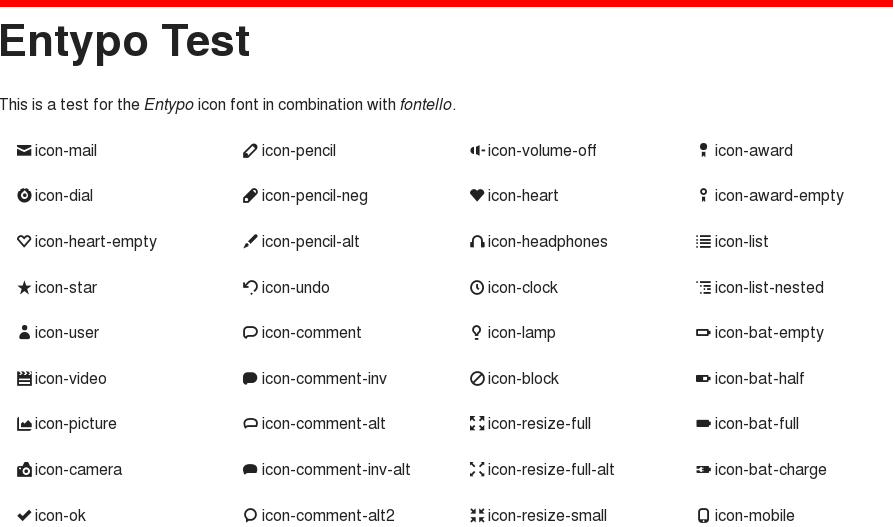 Entypo Test
This is a test for the Entypo icon font in combination with fontello.
icon-mail icon-pencil icon-volume-off icon-award
icon-dial icon-pencil-neg icon-heart icon-award-empty
icon-heart-empty icon-pencil-alt icon-headphones icon-list
icon-star icon-undo icon-clock icon-list-nested
icon-user icon-comment icon-lamp icon-bat-empty
icon-video icon-comment-inv icon-block icon-bat-half
icon-picture icon-comment-alt icon-resize-full icon-bat-full
icon-camera icon-comment-inv-alt icon-resize-full-alt icon-bat-charge
icon-ok icon-comment-alt2 icon-resize-small icon-mobile